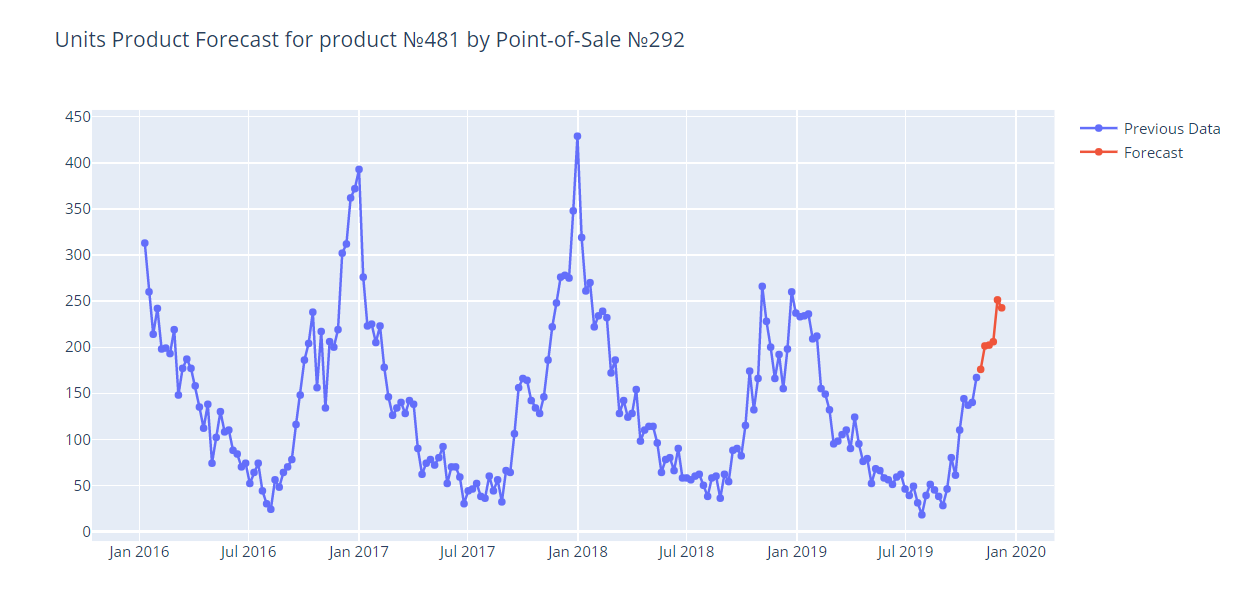 Units Product Forecast for product №481 by Point-of-Sale №292
450
400
350
300
250
200
150
100
50
0
Jan 2016
Jul 2016
Jan 2017
Jul 2017
Jan 2018
Jul 2018
Jan 2019
Jul 2019
Jan 2020
Previous Data
Forecast